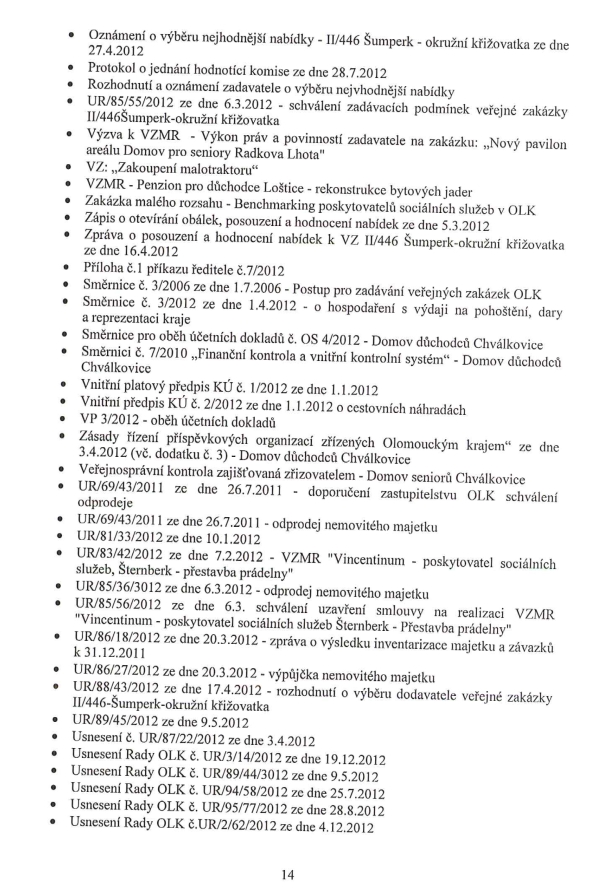 • Oznámení o výběru nejhodnější nabídky - II/446 Šumperk - okružní křižovatka ze dne
27.4.2012
• Protokol o jednání hodnotící komise ze dne 28.7.2012
• Rozhodnutí a oznámení zadavatele o výběru nejvhodnější nabídky
• UR/85/55/2012 ze dne 6.3.2012 - schválení zadávacích podmínek veřejné zakázky
II/446Šumperk-okružní křižovatka
• Výzva k VZMR - Výkon práv a povinností zadavatele na zakázku: „Nový pavilon
areálu Domov pro seniory Radkova Lhota"
• VZ: „Zakoupení malotraktoru“
• VZMR - Penzion pro důchodce Loštice - rekonstrukce bytových jader
• Zakázka malého rozsahu - Benchmarking poskytovatelů sociálních služeb v OLK
• Zápis o otevírání obálek, posouzení a hodnocení nabídek ze dne 5.3.2012
• Zpráva o posouzení a hodnocení nabídek k VZ II/446 Šumperk-okružní křižovatka
ze dne 16.4.2012
• Příloha č.1 příkazu ředitele č.7/2012
• Směrnice č. 3/2006 ze dne 1.7.2006 - Postup pro zadávání veřejných zakázek OLK
• Směrnice č. 3/2012 ze dne 1.4.2012 - o hospodaření s výdaji na pohoštění, dary
a reprezentaci kraje
• Směrnice pro oběh účetních dokladů č. OS 4/2012 - Domov důchodců Chválkovice
• Směrnici č. 7/2010 „Finanční kontrola a vnitřní kontrolní systém“ - Domov důchodců
Chválkovice
• Vnitřní platový předpis KÚ č. 1/2012 ze dne 1.1.2012
• Vnitřní předpis KÚ č. 2/2012 ze dne 1.1.2012 o cestovních náhradách
• VP 3/2012 - oběh účetních dokladů
• Zásady řízení příspěvkových organizací zřízených Olomouckým krajem“ ze dne
3.4.2012 (vč. dodatku č. 3) - Domov důchodců Chválkovice
• Veřejnosprávní kontrola zajišťovaná zřizovatelem - Domov seniorů Chválkovice
• UR/69/43/2011 ze dne 26.7.2011 - doporučení zastupitelstvu OLK schválení
odprodeje
• UR/69/43/2011 ze dne 26.7.2011 - odprodej nemovitého majetku
• UR/81/33/2012 ze dne 10.1.2012
• UR/83/42/2012 ze dne 7.2.2012 - VZMR "Vincentinum - poskytovatel sociálních
služeb, Šternberk - přestavba prádelny"
• UR/85/36/3012 ze dne 6.3.2012 - odprodej nemovitého majetku
• UR/85/56/2012 ze dne 6.3. schválení uzavření smlouvy na realizaci VZMR
"Vincentinum - poskytovatel sociálních služeb Šternberk - Přestavba prádelny"
• UR/86/18/2012 ze dne 20.3.2012 - zpráva o výsledku inventarizace majetku a závazků
k 31.12.2011
• UR/86/27/2012 ze dne 20.3.2012 - výpůjčka nemovitého majetku
• UR/88/43/2012 ze dne 17.4.2012 - rozhodnutí o výběru dodavatele veřejné zakázky
II/446-Šumperk-okružní křižovatka
• UR/89/45/2012 ze dne 9.5.2012
• Usnesení č. UR/87/22/2012 ze dne 3.4.2012
• Usnesení Rady OLK č. UR/3/14/2012 ze dne 19.12.2012
• Usnesení Rady OLK č. UR/89/44/3012 ze dne 9.5.2012
• Usnesení Rady OLK č. UR/94/58/2012 ze dne 25.7.2012
• Usnesení Rady OLK č. UR/95/77/2012 ze dne 28.8.2012
• Usnesení Rady OLK č.UR/2/62/2012 ze dne 4.12.2012
14